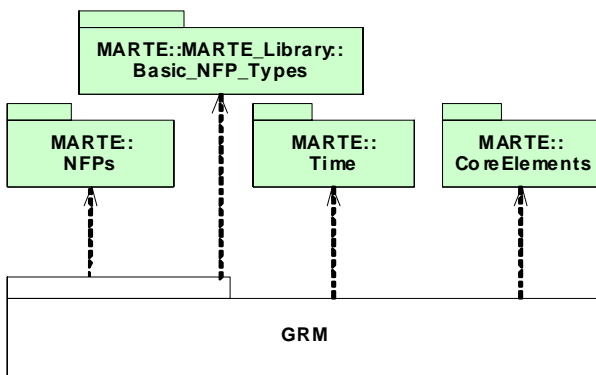 MARTE::MARTE_Library::
Basic_NFP_Types
MARTE::
NFPs
MARTE::
Time
MARTE::
CoreElements
GRM